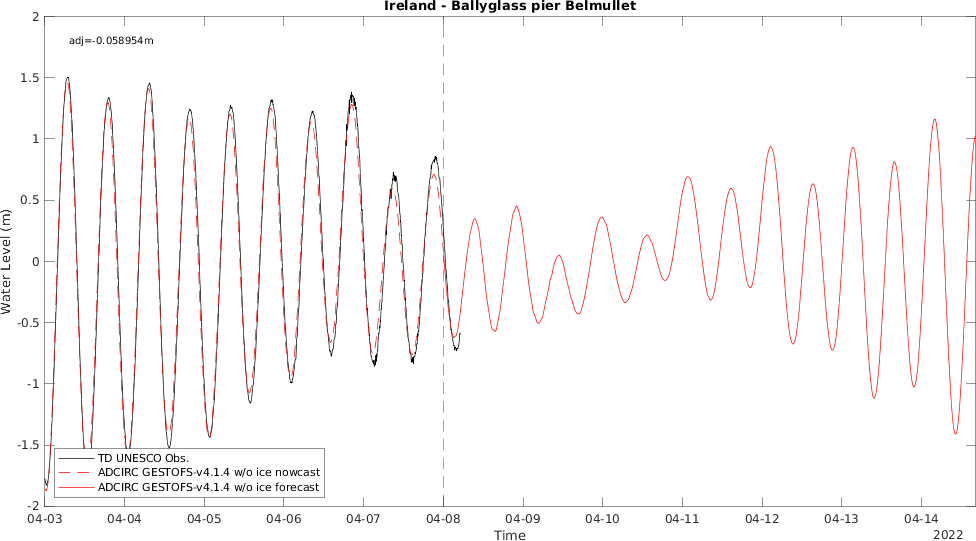 Ireland - Ballyglass pier Belmullet
adj=-0.058954m
Water Level (m)
2
1.5
1
0.5
0
-0.5
-1
-1.5
-2
TD UNESCO Obs.
ADCIRC GESTOFS-v4.1.4 w/o ice nowcast
ADCIRC GESTOFS-v4.1.4 w/o ice forecast
04-03 04-04 04-05 04-06 04-07 04-08 04-09 04-10 04-11 04-12 04-13 04-14
Time
2022